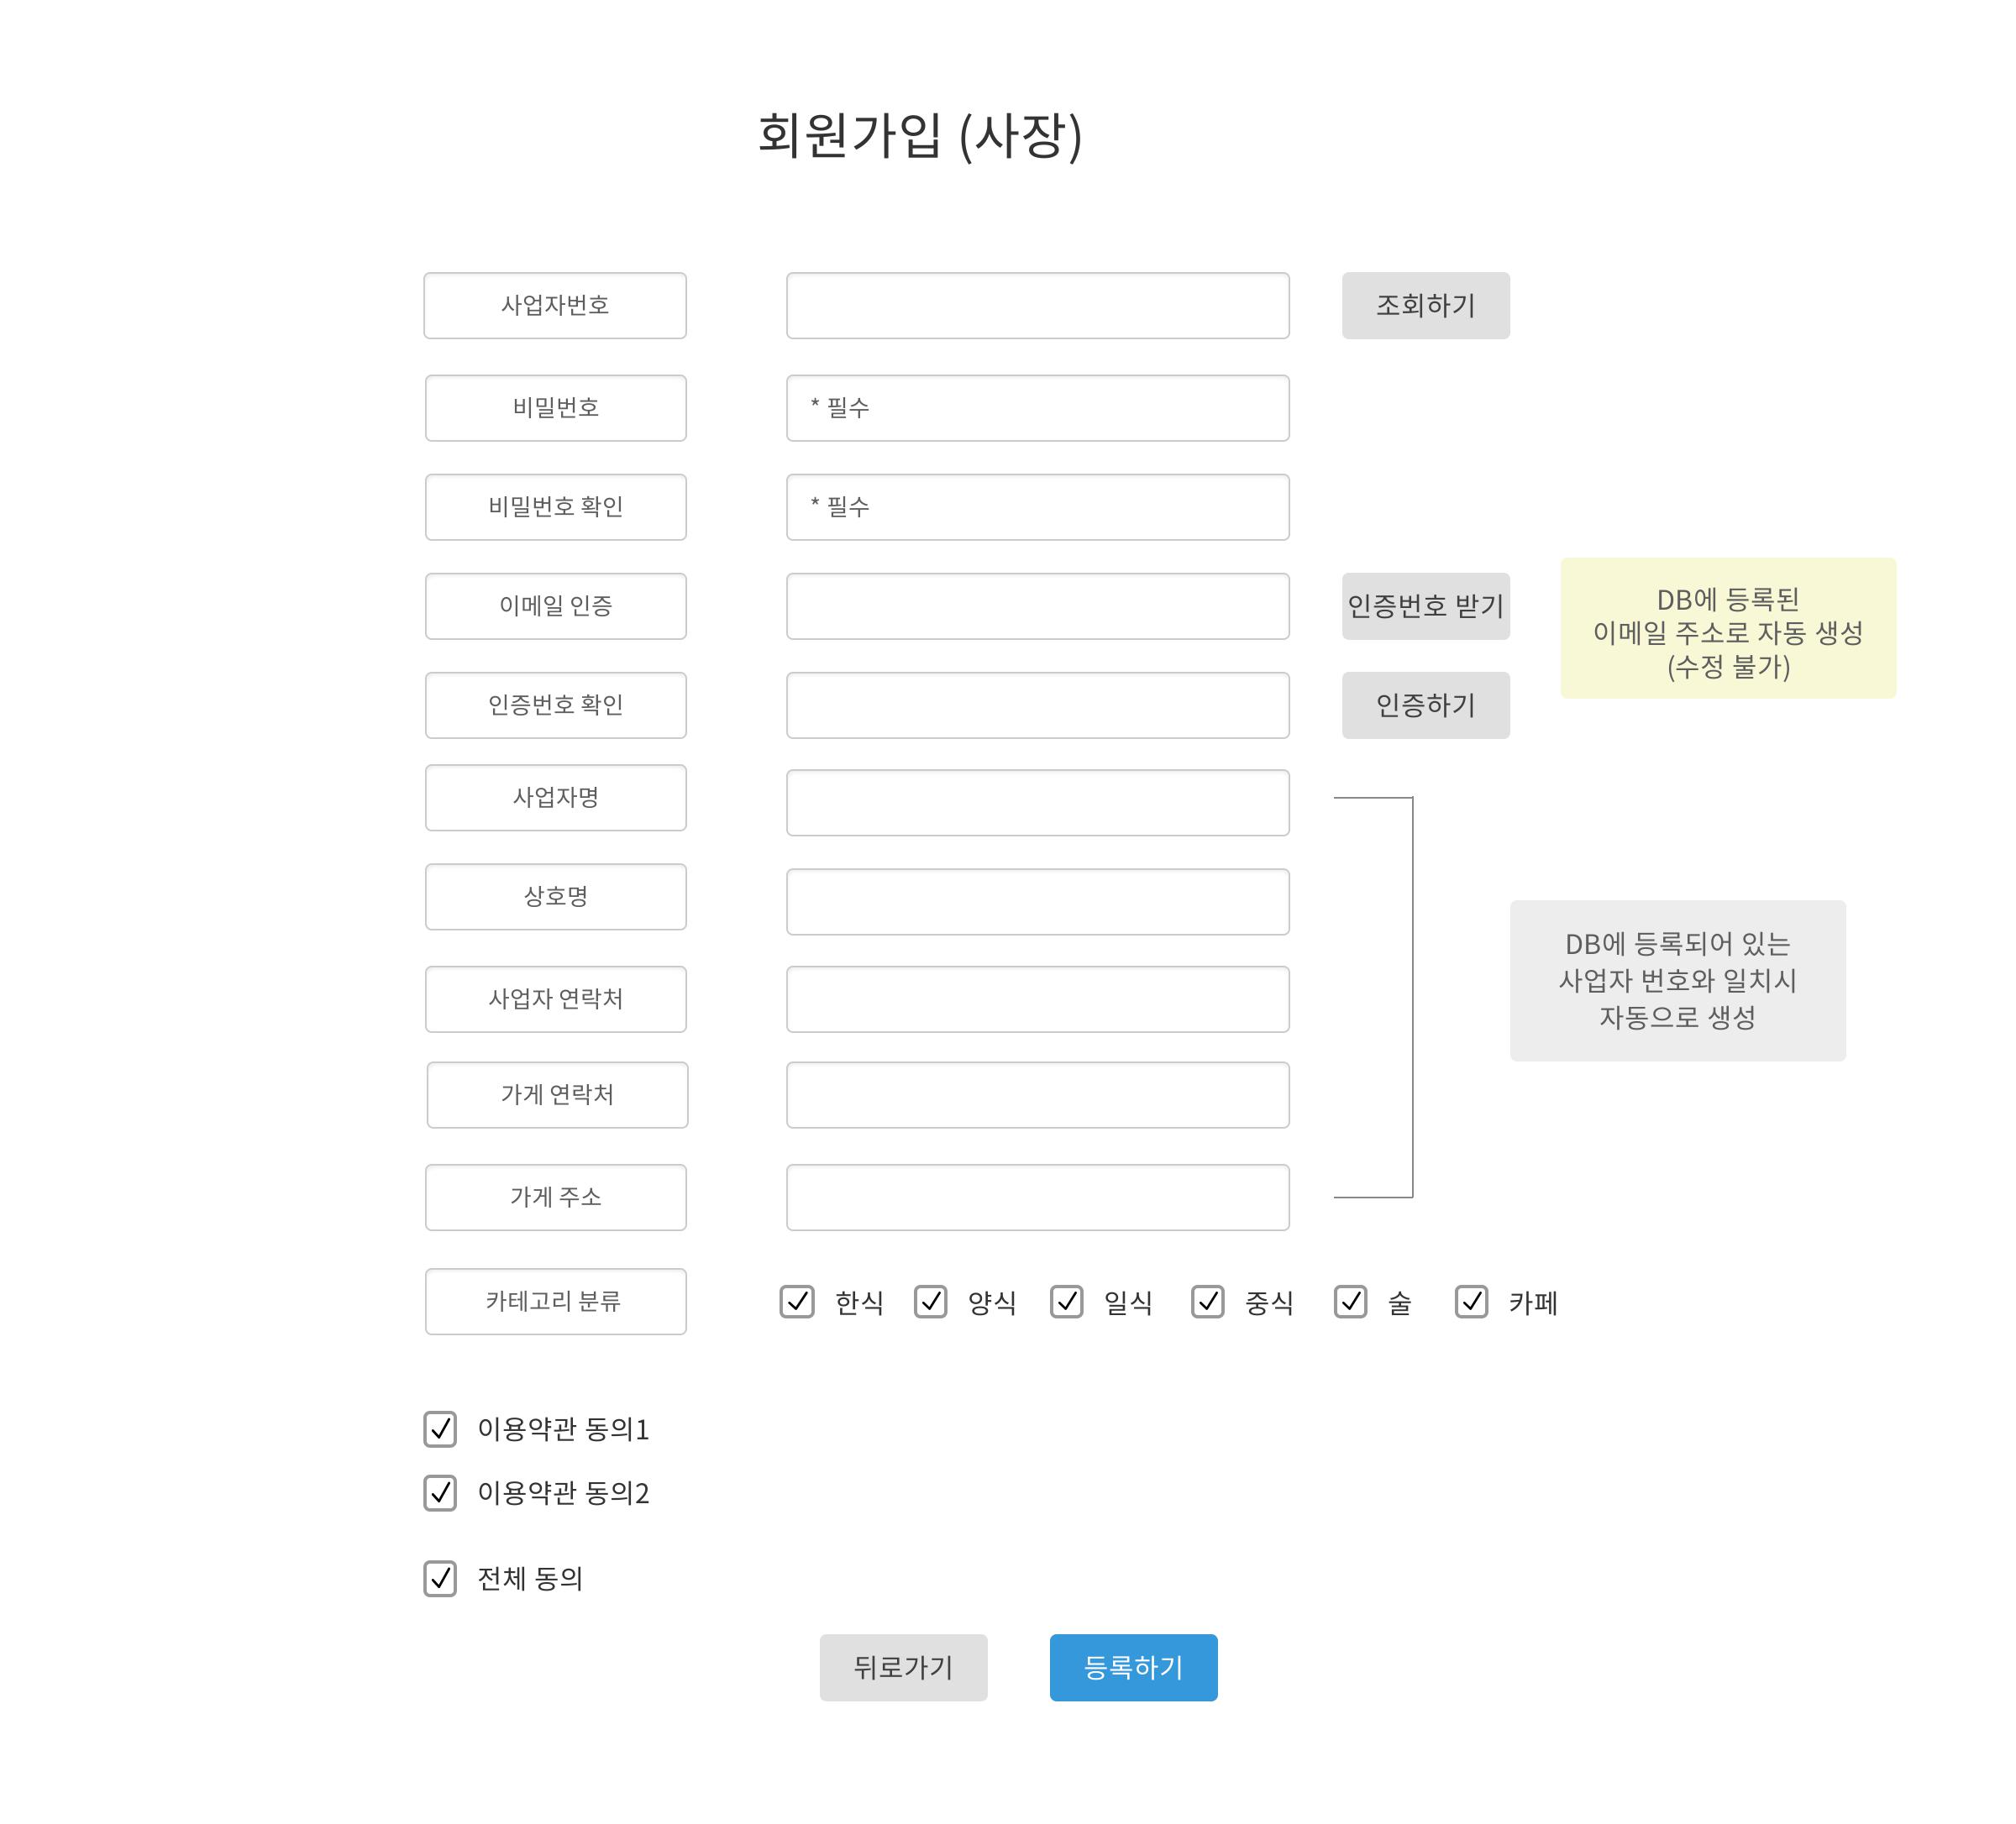 회원가입 (사장)
사업자번호
조회하기
비밀번호
* 필수
비밀번호 확인
* 필수
이메일 인증
인증번호 받기
DB에 등록된
이메일 주소로 자동 생성
(수정 불가)
인증번호 확인
인증하기
사업자명
상호명
사업자 연락처
DB에 등록되어 있는
사업자 번호와 일치시
자동으로 생성
가게 연락처
가게 주소
카테고리 분류
한식 양식 일식 중식 술 카페
이용약관 동의1
이용약관 동의2
전체 동의
뒤로가기
등록하기